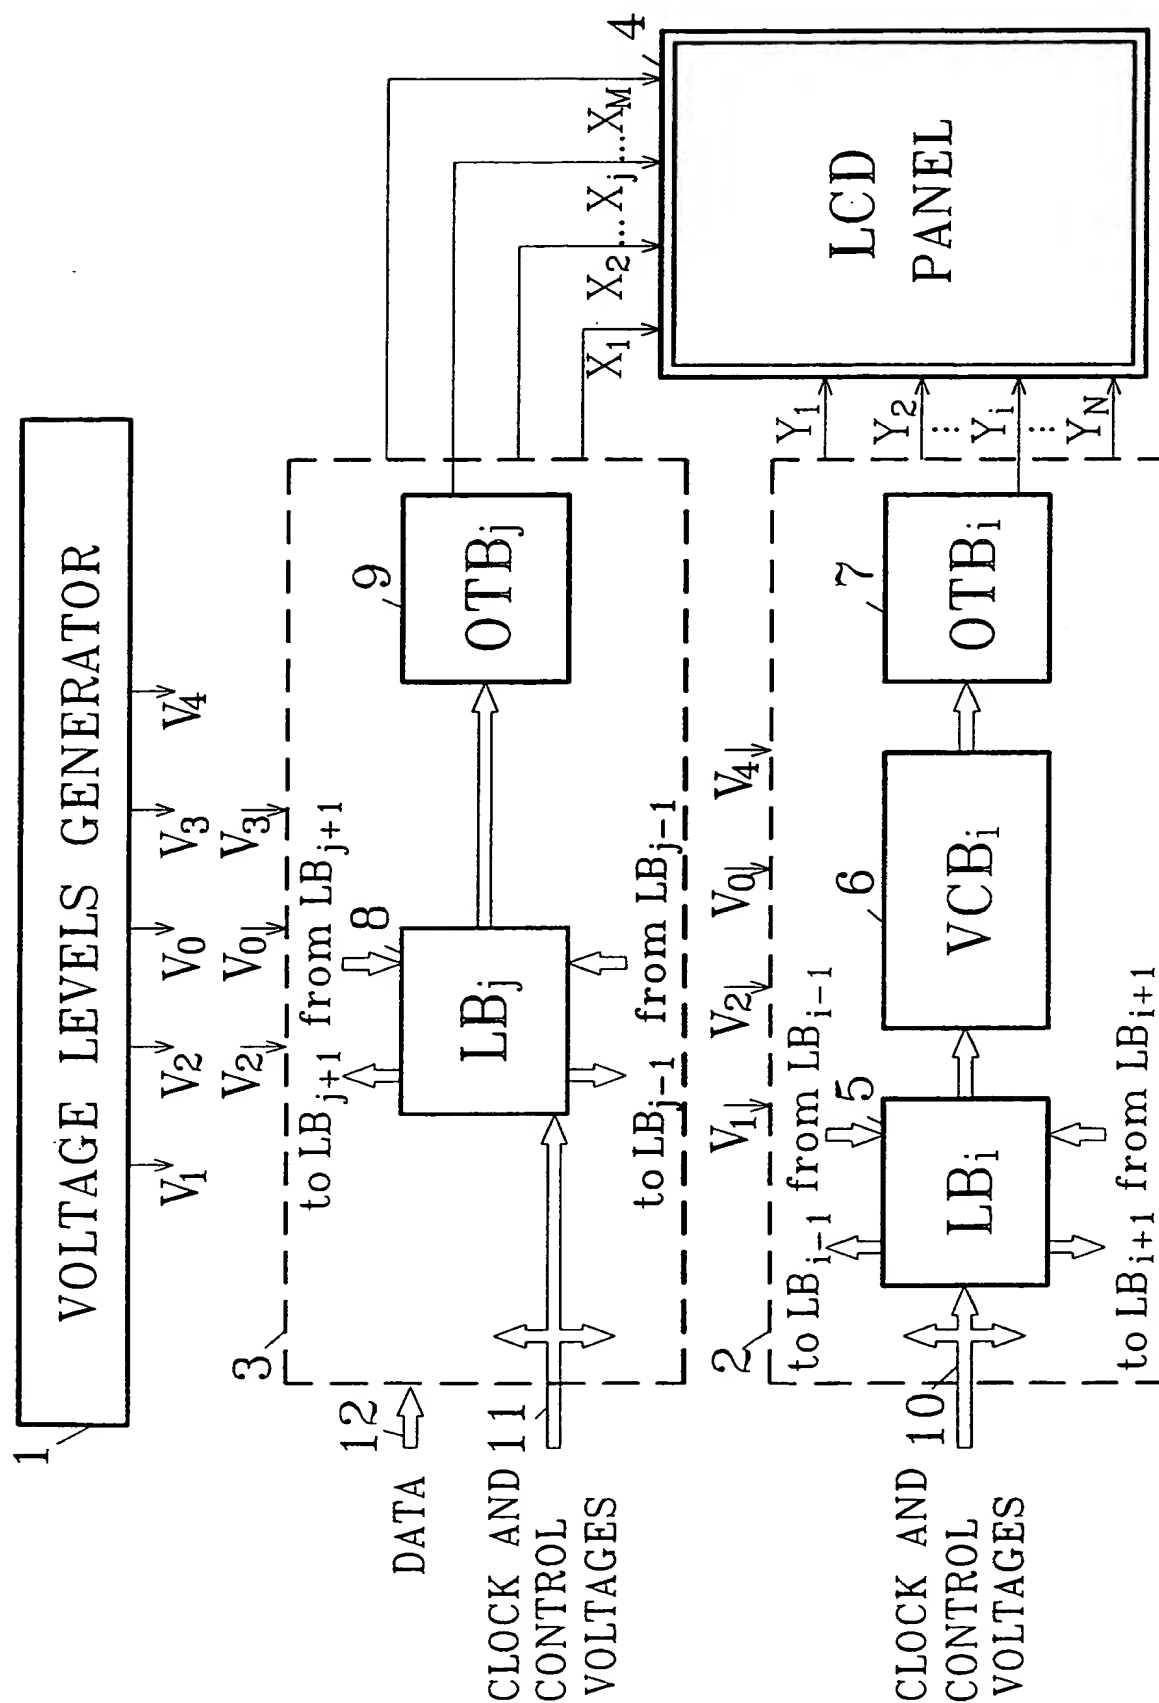 1
VOLTAGE LEVELS GENERATOR
V1 V2 V0 V3 V4
V2 V0 V3
3
to LBj+1 from LBj+1
12
DATA
8
9
LBj
OTBj
11
CLOCK AND
CONTROL
VOLTAGES
to LBj−1 from LBj−1
X1 X2 ... Xj ... XM
4
LCD
PANEL
V1 V2 V0 V4
2
to LBi−1 from LBi−1
5
6
7
10
CLOCK AND
CONTROL
VOLTAGES
LBi
VCBi
OTBi
to LBi+1 from LBi+1
Y1
Y2
...
Yi
...
YN